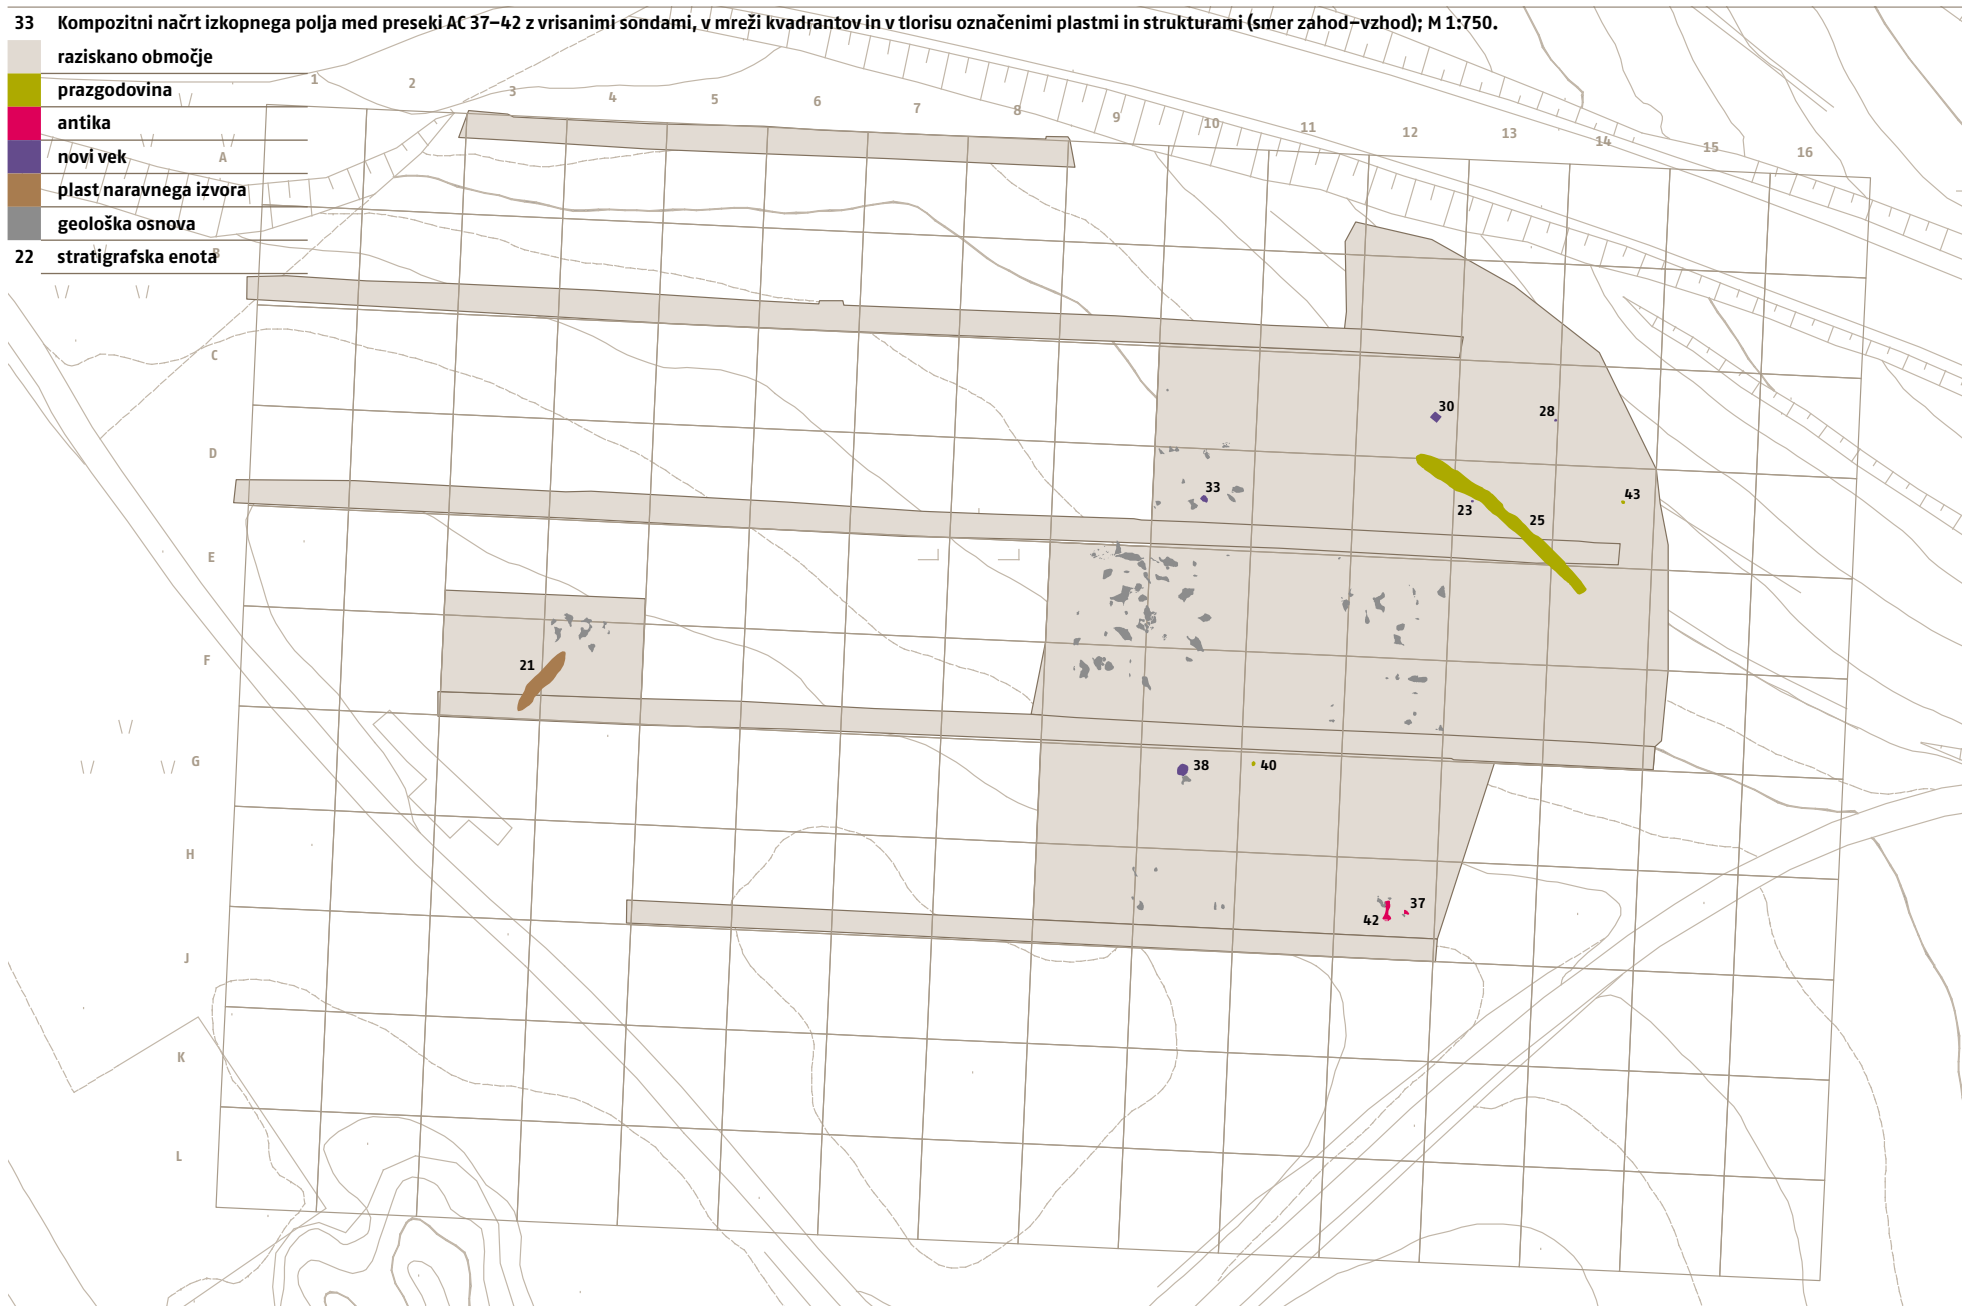 33 Kompozitni načrt izkopnega polja med preseki AC 37–42 z vrisanimi sondami, v mreži kvadrantov in v tlorisu označenimi plastmi in strukturami (smer zahod–vzhod); M 1:750.
raziskano območje
prazgodovina
antika
novi vek
plast naravnega izvora
geološka osnova
22 stratigrafska enota
1 2 3 4 5 6 7 8 9 10 11 12 13 14 15 16
A
B
C
30 28
D
33 23 25 43
E
F
21
G
38 40
H
42 37
J
K
L